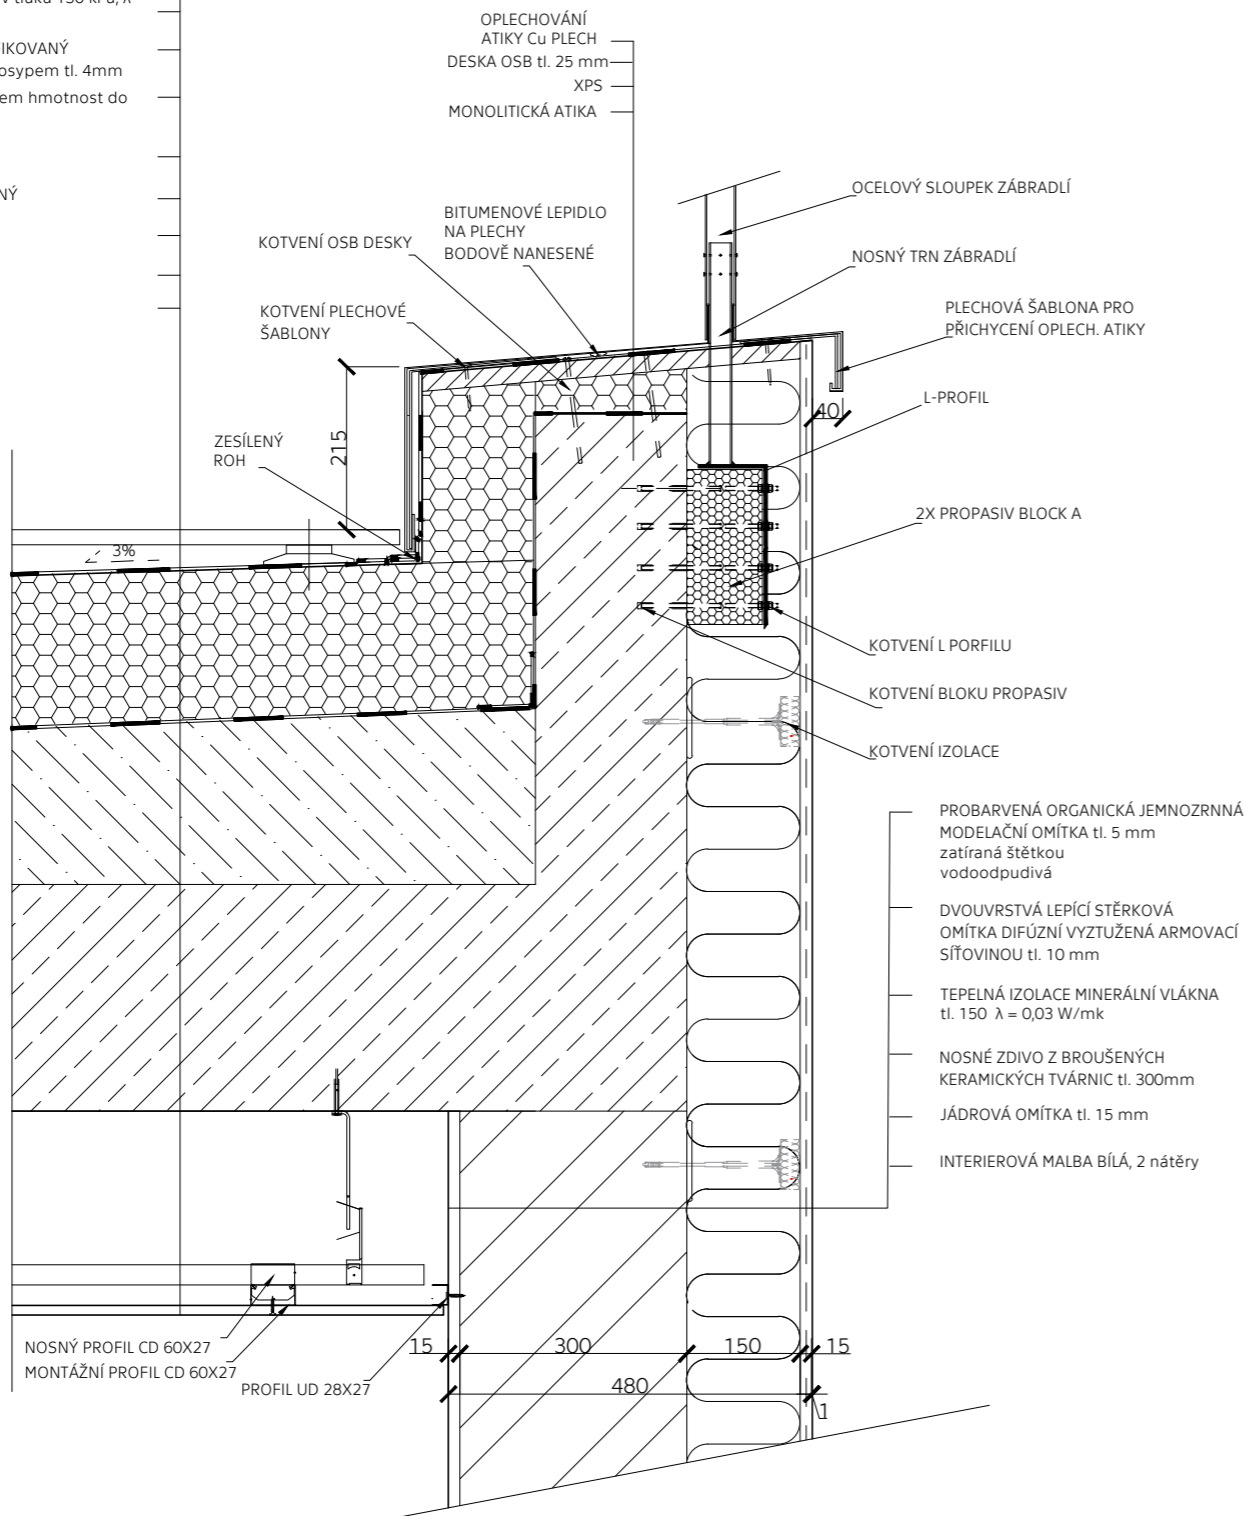 v tlaku 150 kPa, λ
IKOVANÝ
osypem tl. 4mm
em hmotnost do
NÝ
OPLECHOVÁNÍ
ATIKY Cu PLECH
DESKA OSB tl. 25 mm
XPS
MONOLITICKÁ ATIKA
OCELOVÝ SLOUPEK ZÁBRADLÍ
BITUMENOVÉ LEPIDLO
NA PLECHY
BODOVĚ NANESENÉ
KOTVENÍ OSB DESKY
NOSNÝ TRN ZÁBRADLÍ
KOTVENÍ PLECHOVÉ
ŠABLONY
PLECHOVÁ ŠABLONA PRO
PŘICHYCENÍ OPLECH. ATIKY
L-PROFIL
40
215
ZESÍLENÝ
ROH
2X PROPASIV BLOCK A
3%
KOTVENÍ L PORFILU
KOTVENÍ BLOKU PROPASIV
KOTVENÍ IZOLACE
PROBARVENÁ ORGANICKÁ JEMNOZRNNÁ
MODELAČNÍ OMÍTKA tl. 5 mm
zatíraná štětkou
vodoodpudivá
DVOUVRSTVÁ LEPÍCÍ STĚRKOVÁ
OMÍTKA DIFÚZNÍ VYZTUŽENÁ ARMOVACÍ
SÍŤOVINOU tl. 10 mm
TEPELNÁ IZOLACE MINERÁLNÍ VLÁKNA
tl. 150 λ = 0,03 W/mk
NOSNÉ ZDIVO Z BROUŠENÝCH
KERAMICKÝCH TVÁRNIC tl. 300mm
JÁDROVÁ OMÍTKA tl. 15 mm
INTERIEROVÁ MALBA BÍLÁ, 2 nátěry
NOSNÝ PROFIL CD 60X27
MONTÁŽNÍ PROFIL CD 60X27
PROFIL UD 28X27
15 300 150 15
480
1